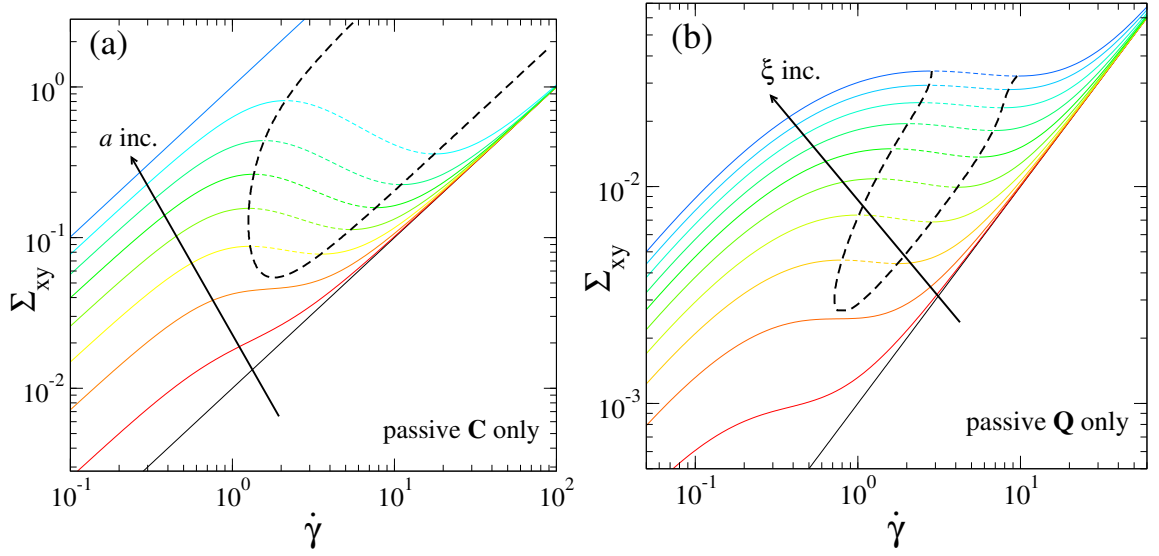 (a)
a inc.
passive C only
Σxy
10^0
10^-1
10^-2
10^-1
10^0
10^1
10^2
γ̇
(b)
ξ inc.
passive Q only
Σxy
10^-2
10^-3
10^-1
10^0
10^1
γ̇